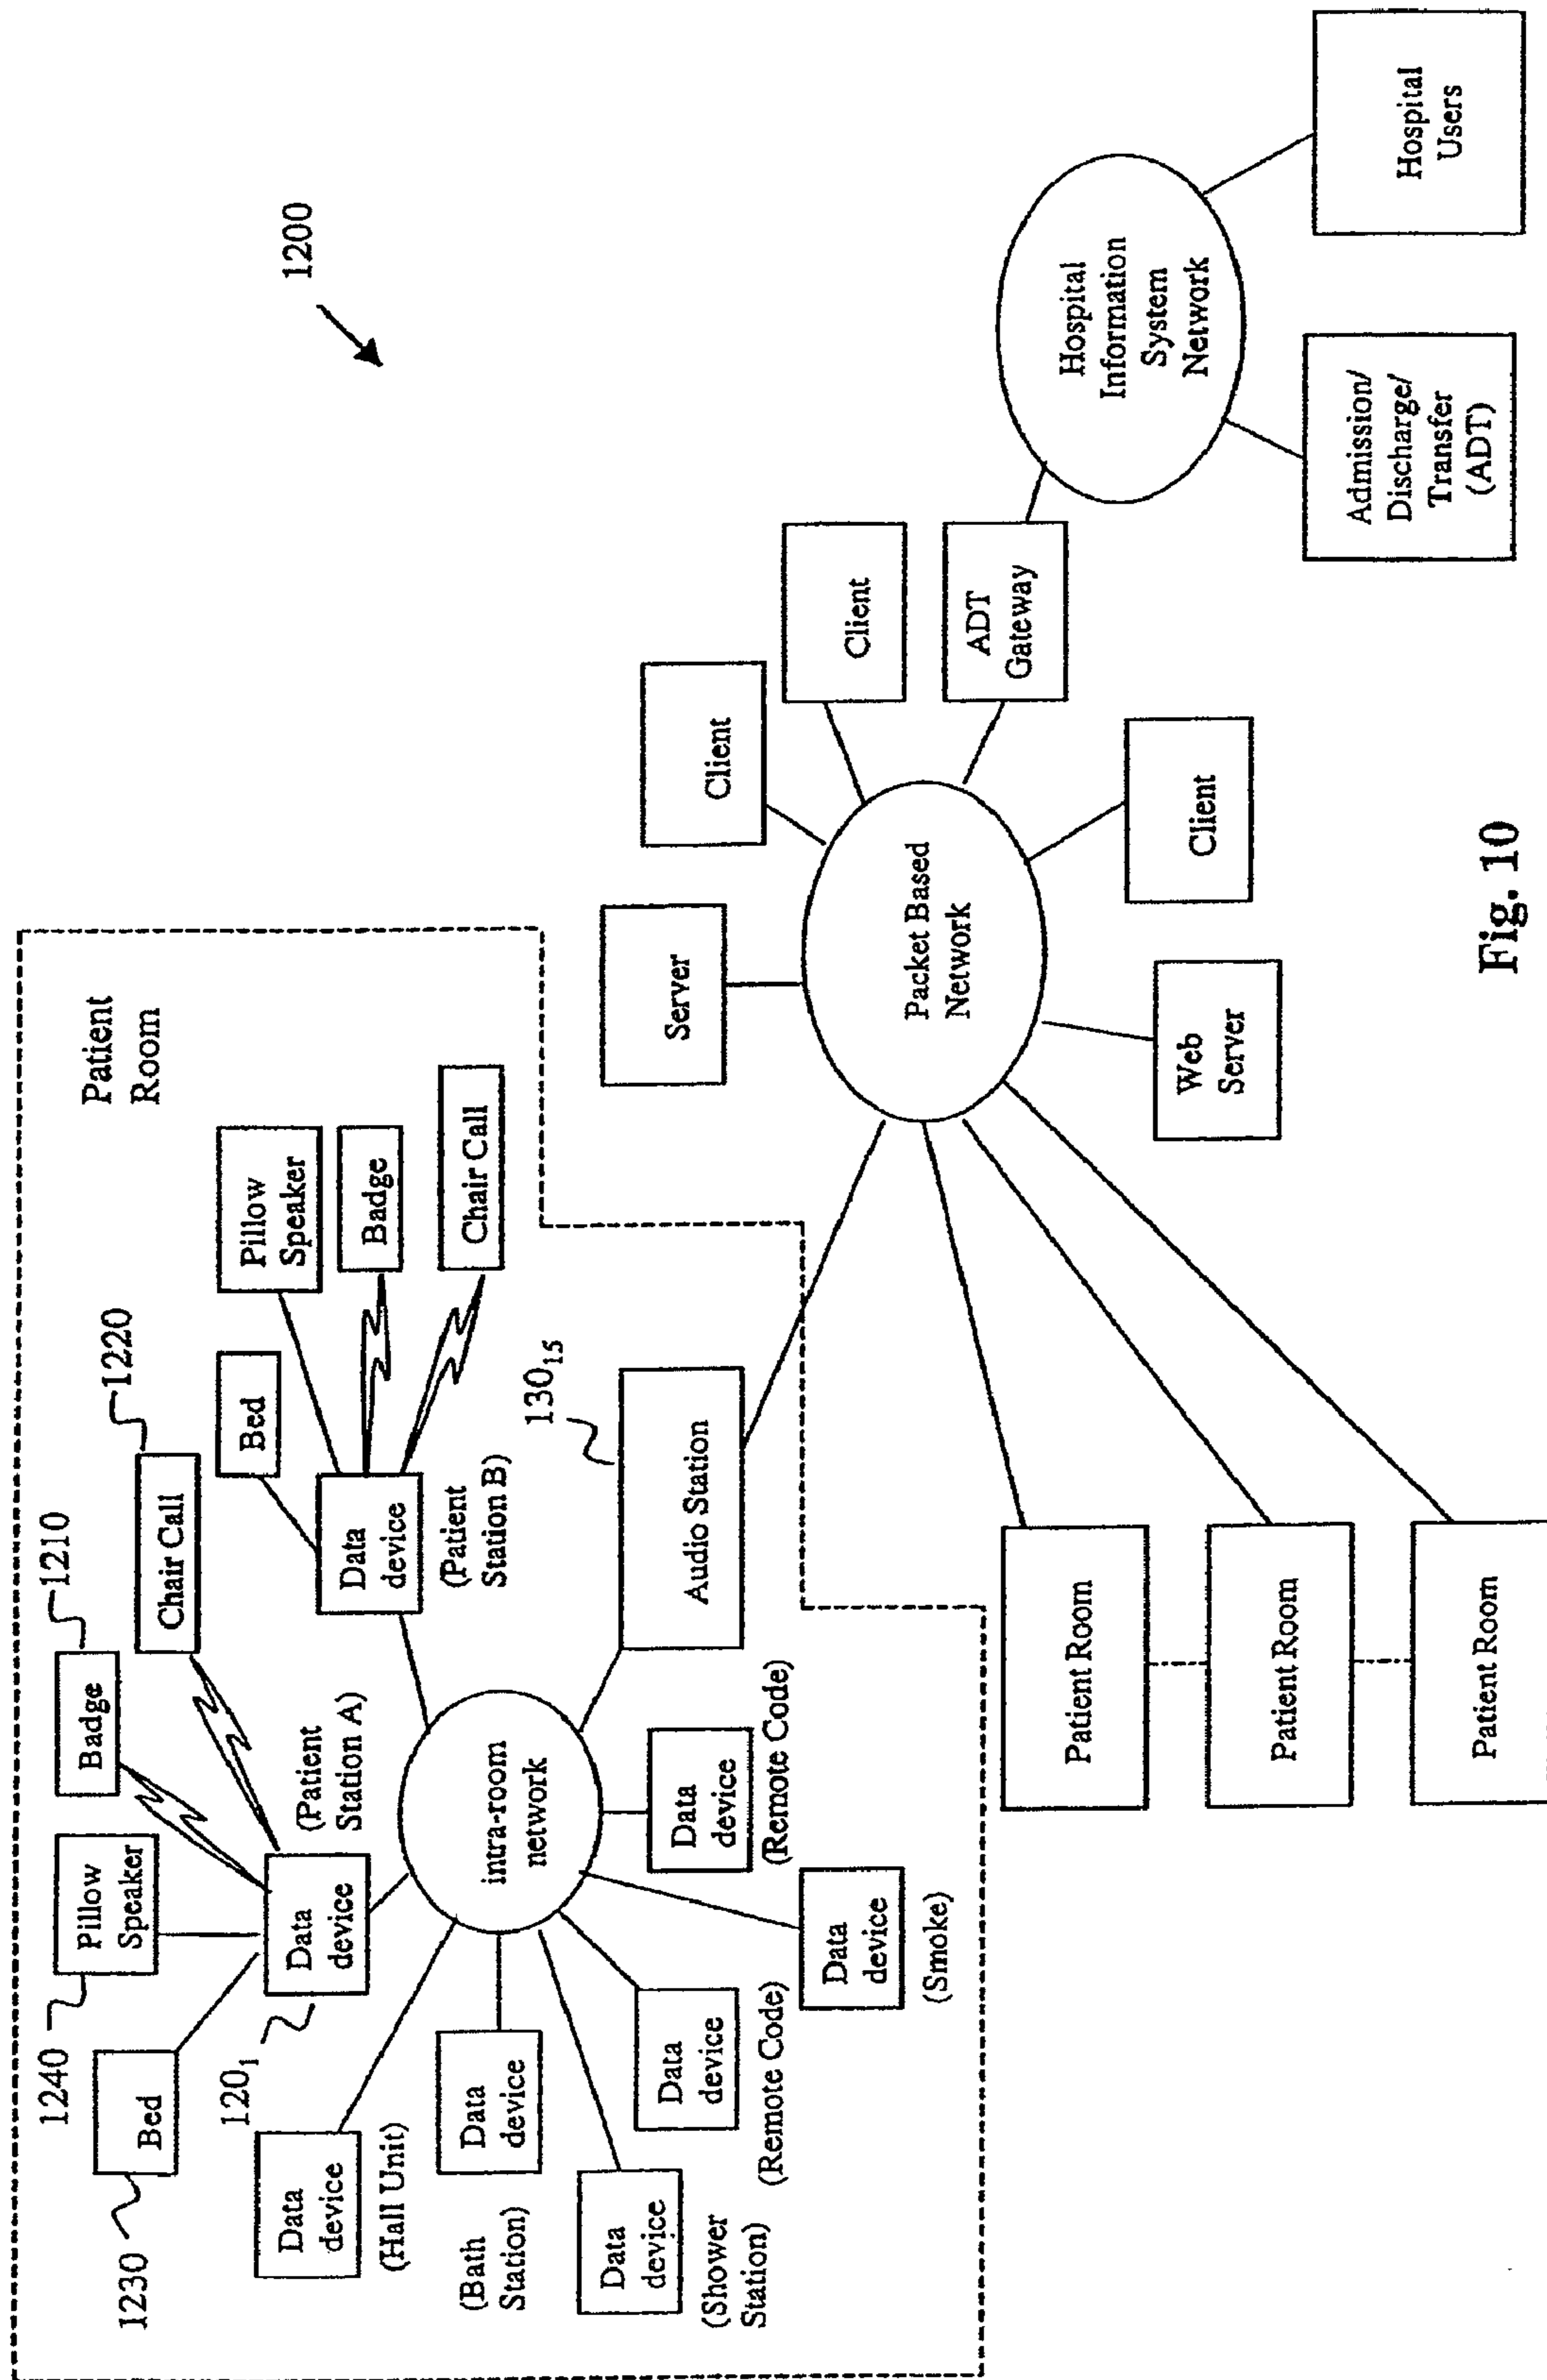 1200
Patient
Room
1210
1220
1240
1230
120₁
130₁₅
Bed
Pillow
Speaker
Badge
Chair Call
Data
device
(Patient
Station A)
Bed
Pillow
Speaker
Badge
Chair Call
Data
device
(Patient
Station B)
Data
device
(Hall Unit)
Data
device
(Bath
Station)
Data
device
(Shower
Station)
Data
device
(Remote Code)
Data
device
(Smoke)
Data
device
(Remote Code)
intra-room
network
Audio Station
Server
Client
Client
ADT
Gateway
Packet Based
Network
Web
Server
Client
Hospital
Information
System
Network
Admission/
Discharge/
Transfer
(ADT)
Hospital
Users
Patient Room
Patient Room
Patient Room
Fig. 10